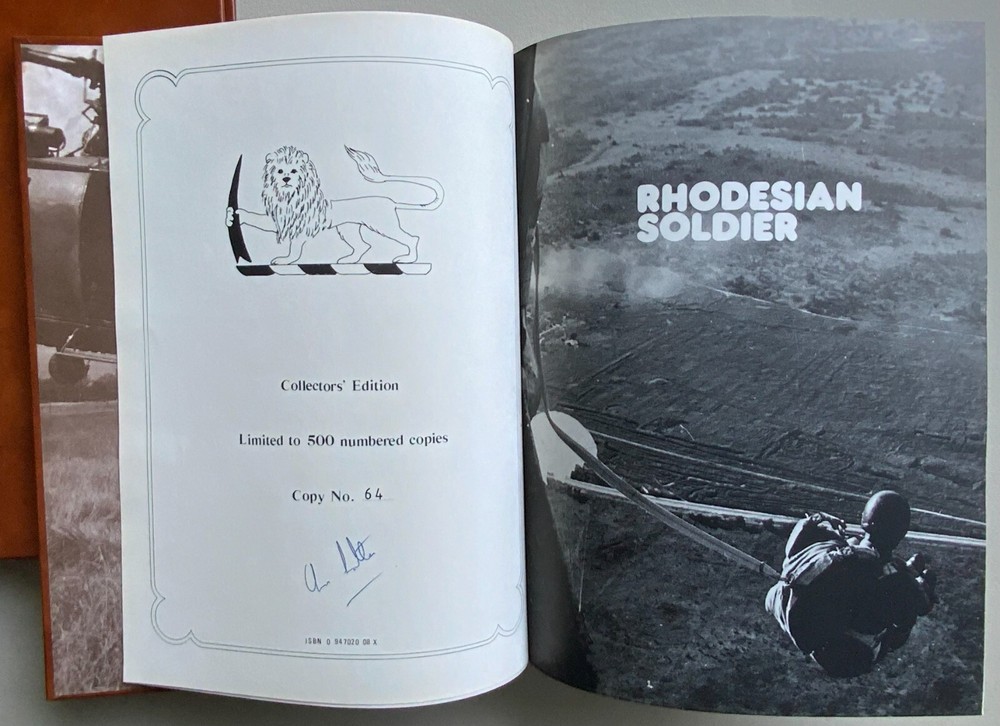 Collectors' Edition
Limited to 500 numbered copies
Copy No. 64
ISBN 0 947020 08 X
RHODESIAN
SOLDIER